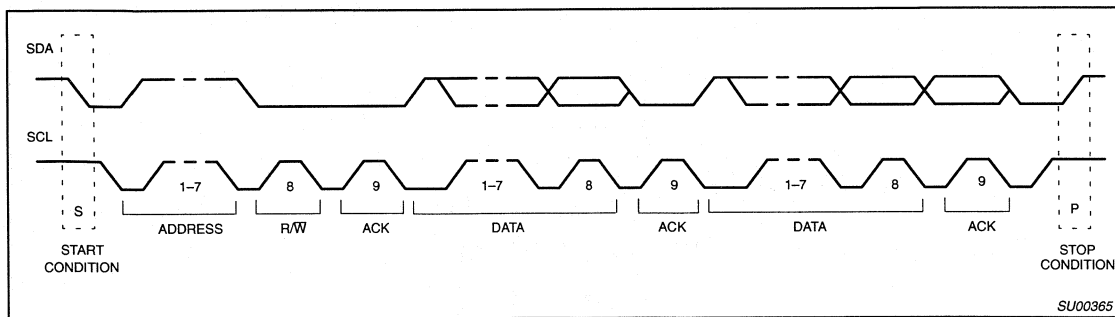 SDA
SCL
1–7 8 9 1–7 8 9 1–7 8 9
S P
ADDRESS R/W̅ ACK DATA ACK DATA ACK
START
CONDITION
STOP
CONDITION
SU00365